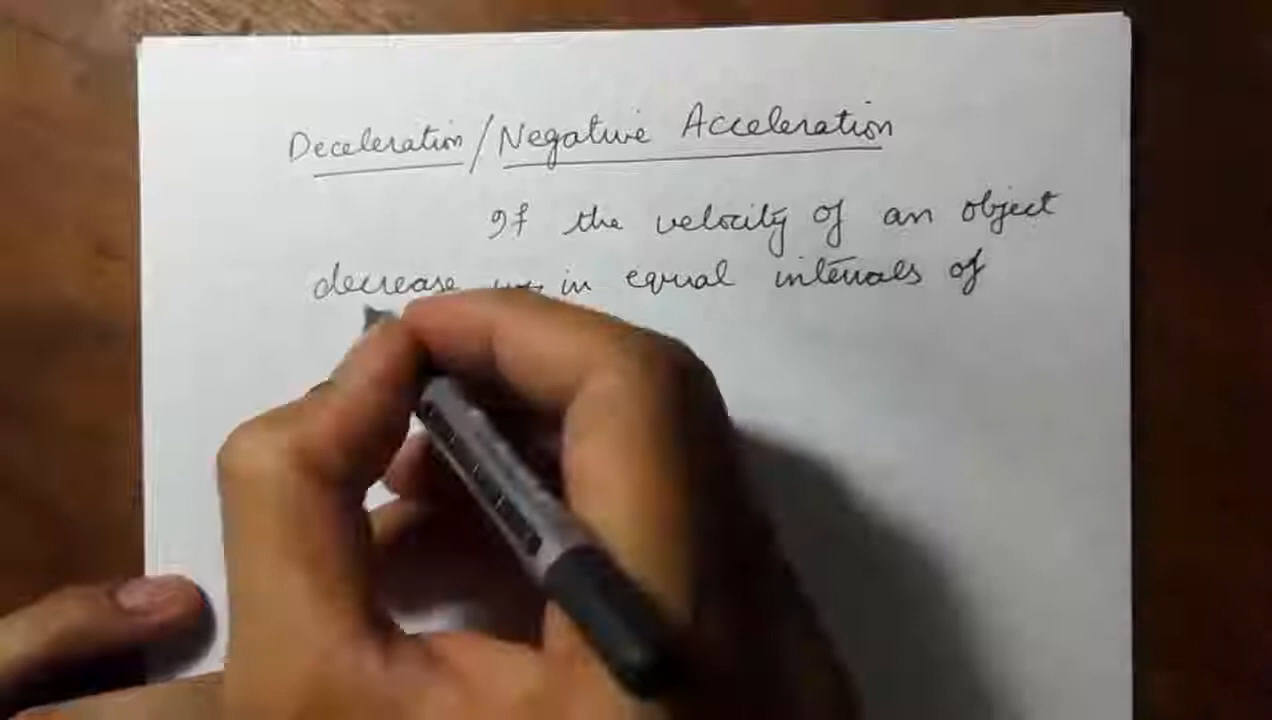 Deceleration/Negative Acceleration
If the velocity of an object
decrease in equal intervals of